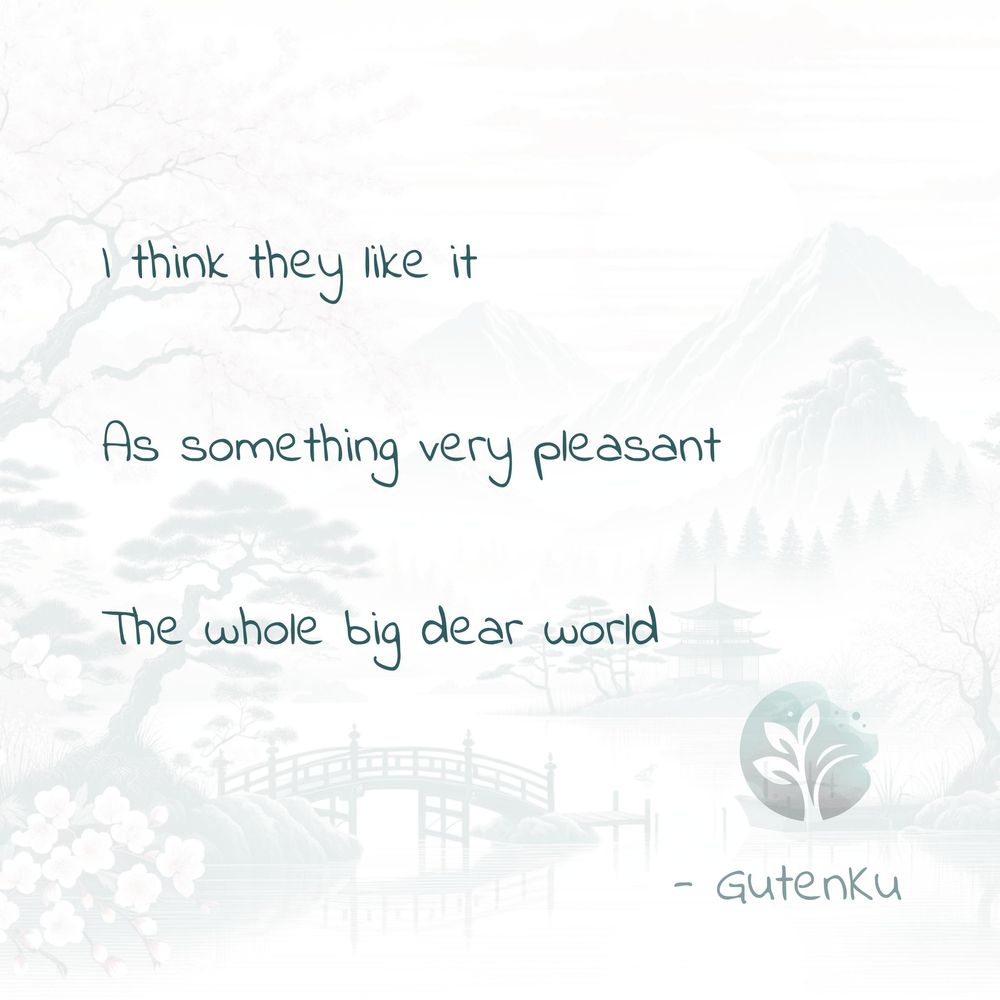 I think they like it
As something very pleasant
The whole big dear world
- GutenKu